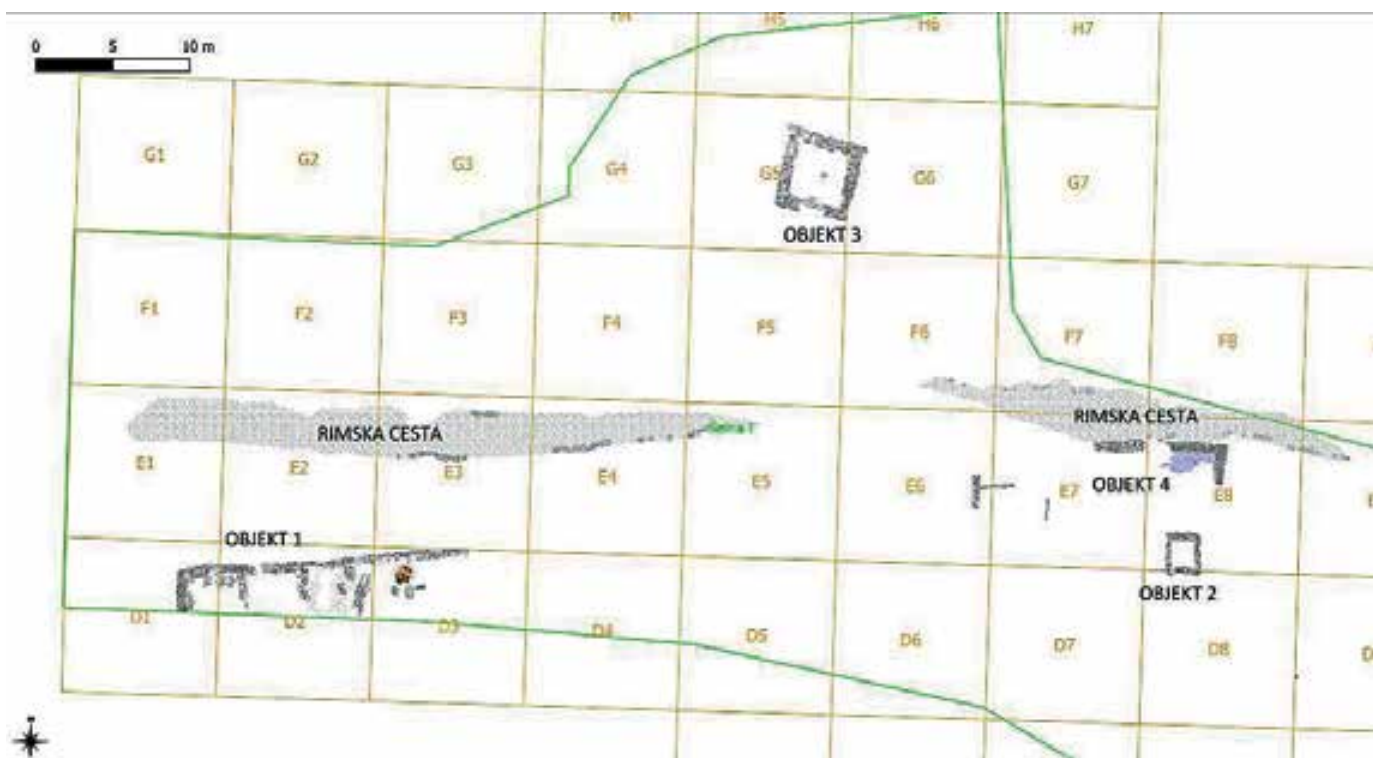 0 5 10 m
H4 H5 H6 H7
G1 G2 G3 G4 G5 G6 G7
OBJEKT 3
F1 F2 F3 F4 F5 F6 F7 F8
RIMSKA CESTA
RIMSKA CESTA
E1 E2 E3 E4 E5 E6 E7 E8
OBJEKT 4
OBJEKT 1
OBJEKT 2
D1 D2 D3 D4 D5 D6 D7 D8